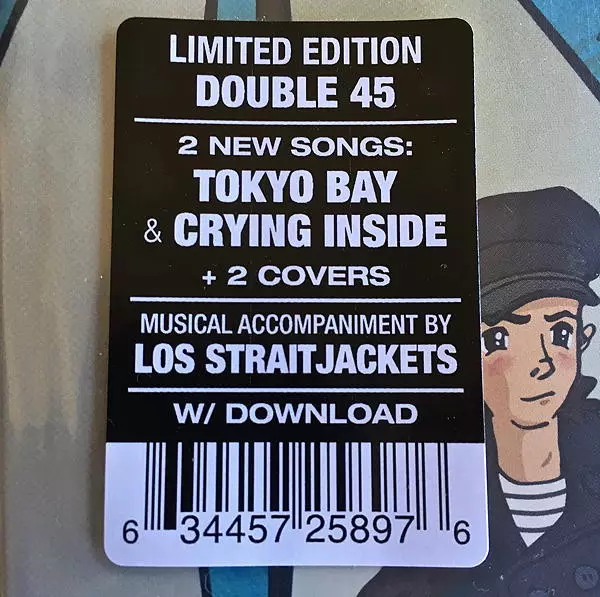 LIMITED EDITION
DOUBLE 45
2 NEW SONGS:
TOKYO BAY
& CRYING INSIDE
+ 2 COVERS
MUSICAL ACCOMPANIMENT BY
LOS STRAITJACKETS
W/ DOWNLOAD
6 34457 25897 6